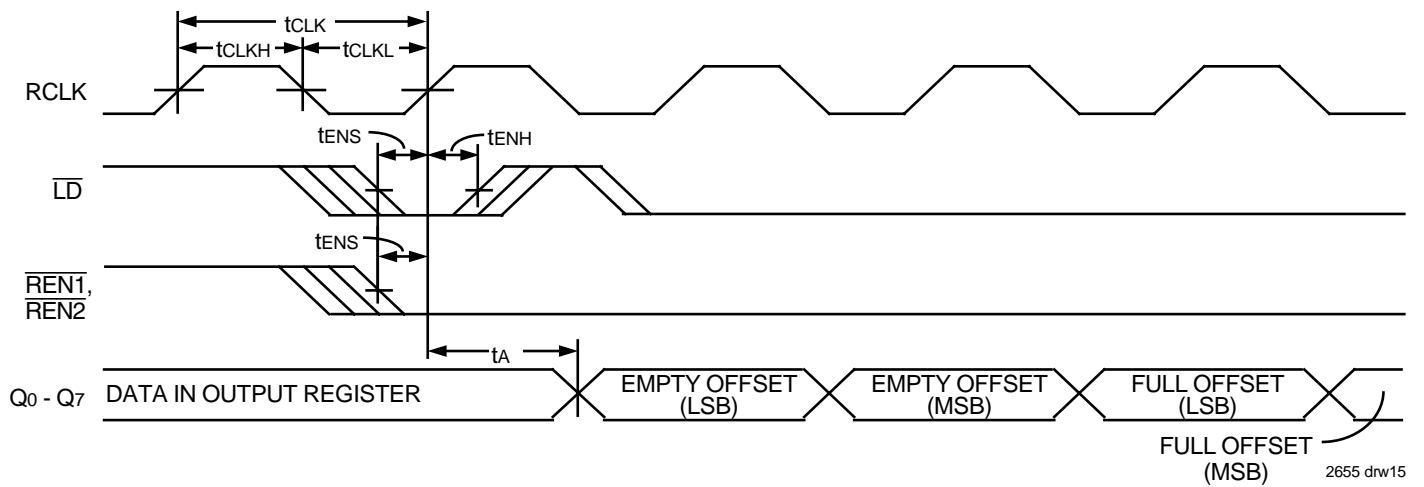 tCLK
tCLKH
tCLKL
RCLK
tENS
tENH
LD
tENS
REN1,
REN2
tA
Q0 - Q7
DATA IN OUTPUT REGISTER
EMPTY OFFSET
(LSB)
EMPTY OFFSET
(MSB)
FULL OFFSET
(LSB)
FULL OFFSET
(MSB)
2655 drw15